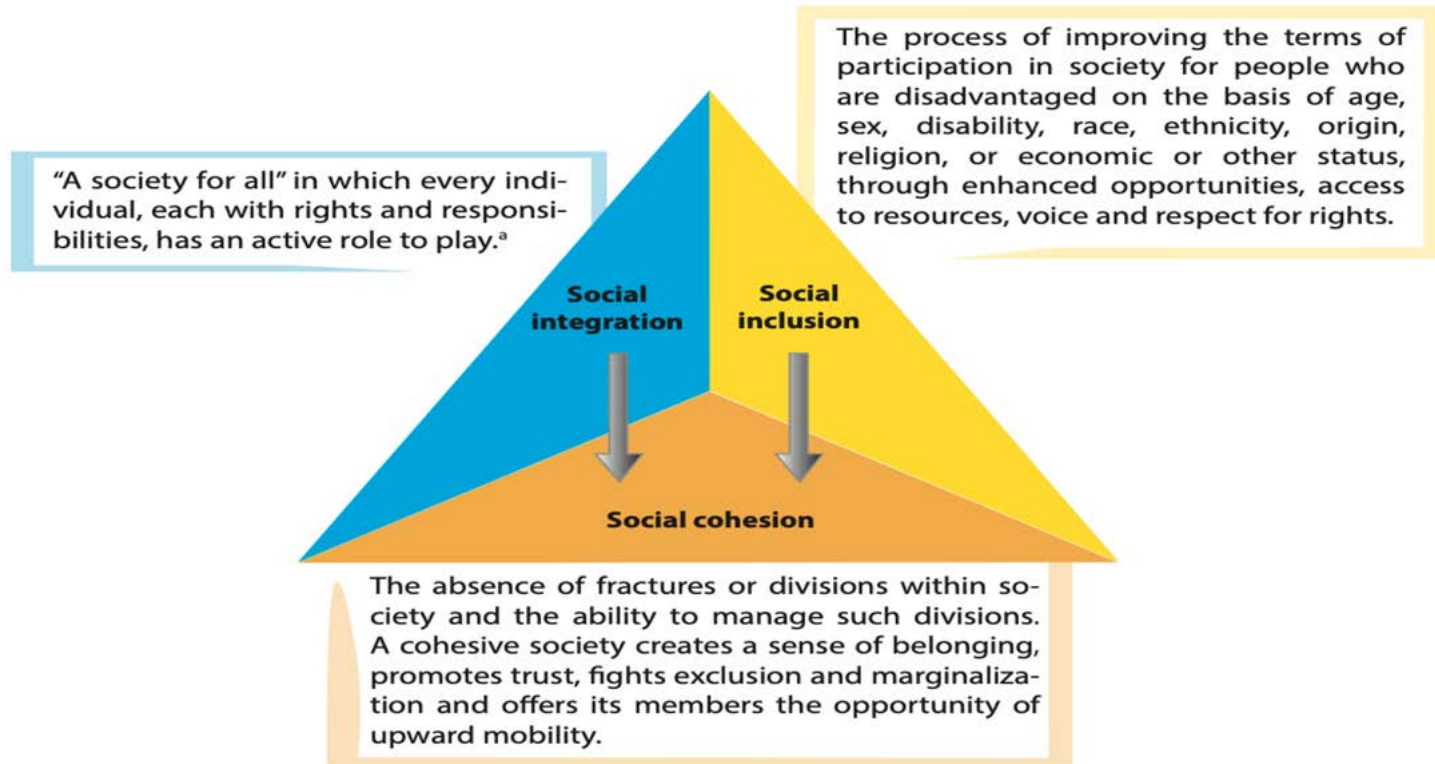 The process of improving the terms of
participation in society for people who
are disadvantaged on the basis of age,
sex, disability, race, ethnicity, origin,
religion, or economic or other status,
through enhanced opportunities, access
to resources, voice and respect for rights.
“A society for all” in which every indi-
vidual, each with rights and responsi-
bilities, has an active role to play.ᵃ
Social
integration
Social
inclusion
Social cohesion
The absence of fractures or divisions within so-
ciety and the ability to manage such divisions.
A cohesive society creates a sense of belonging,
promotes trust, fights exclusion and marginaliza-
tion and offers its members the opportunity of
upward mobility.